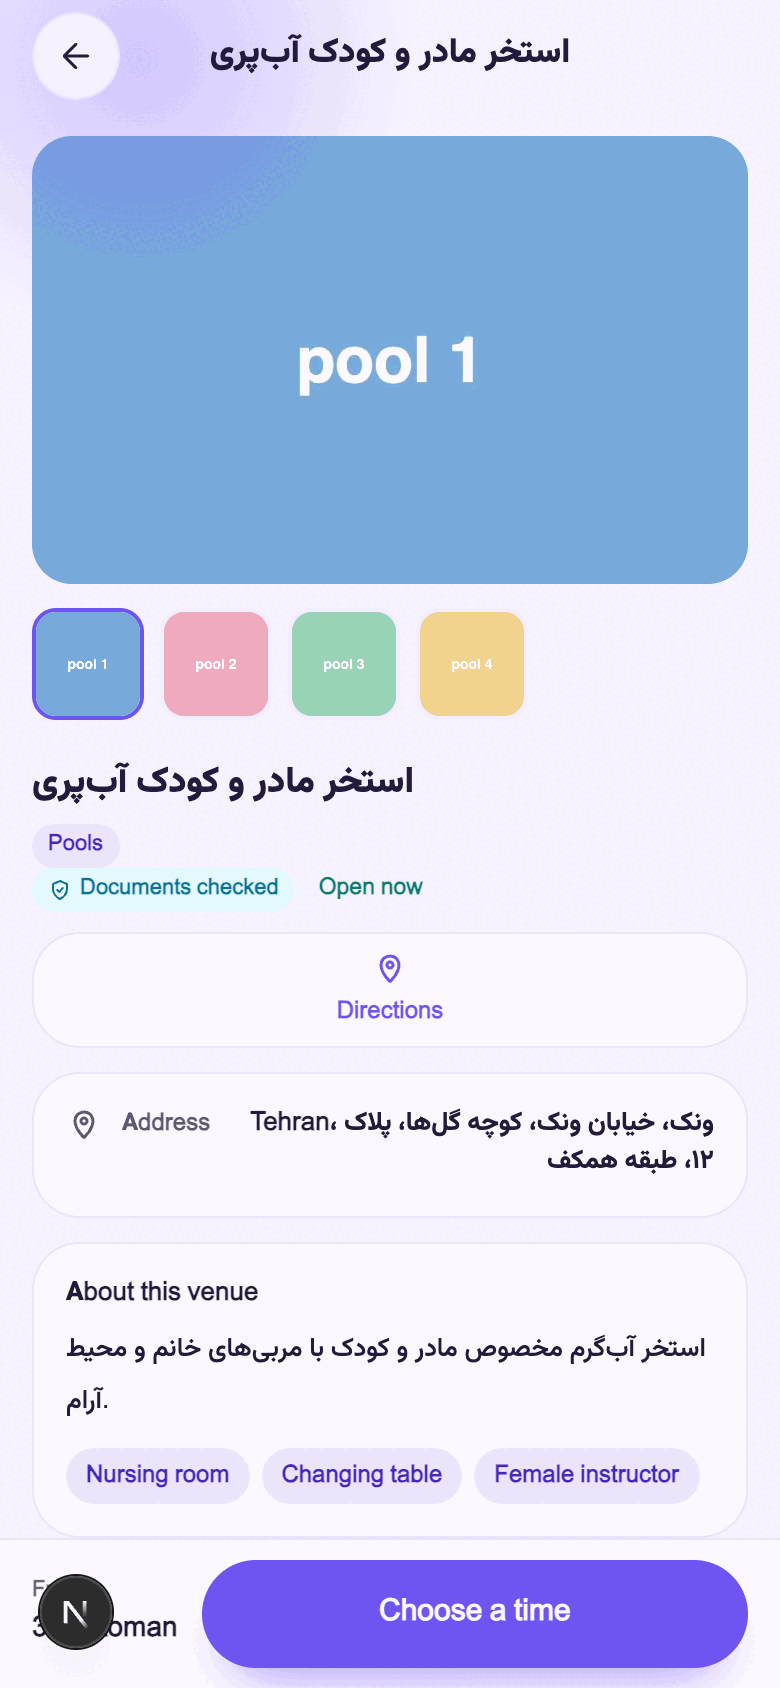 استخر مادر و کودک آب‌پری
pool 1
pool 1
pool 2
pool 3
pool 4
استخر مادر و کودک آب‌پری
Pools
Documents checked
Open now
Directions
Address
Tehran، ونک، خیابان ونک، کوچه گل‌ها، پلاک
۱۲، طبقه همکف
About this venue
استخر آب‌گرم مخصوص مادر و کودک با مربی‌های خانم و محیط
آرام.
Nursing room
Changing table
Female instructor
N
Choose a time